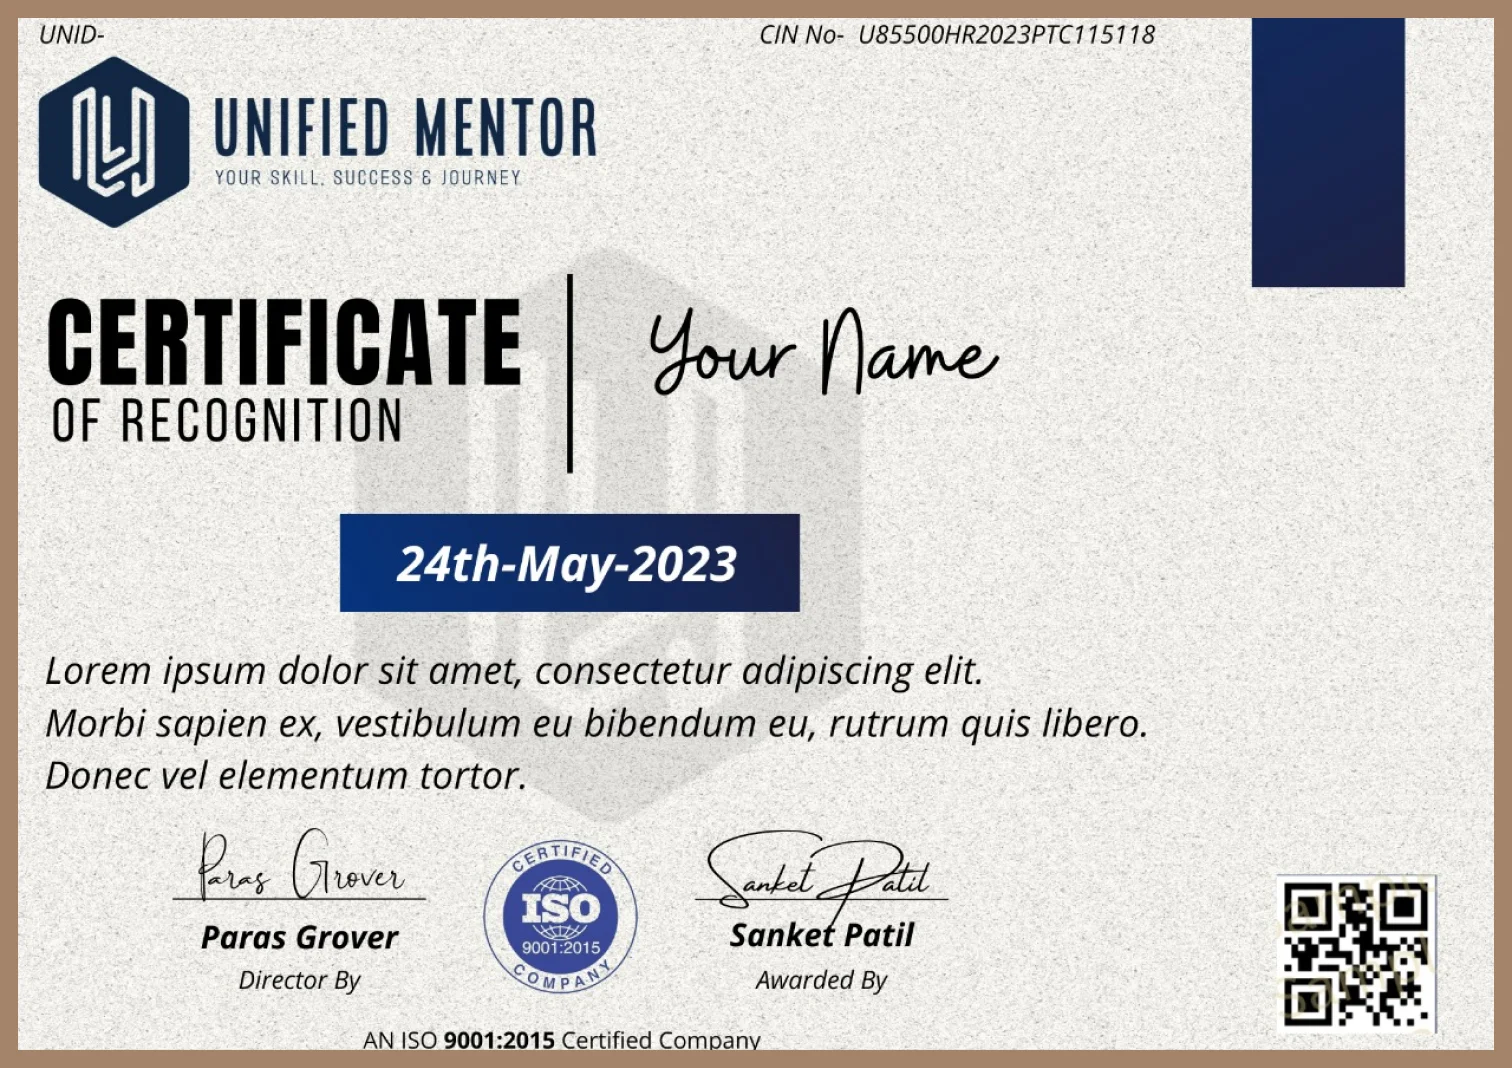 UNID-
CIN No- U85500HR2023PTC115118
UNIFIED MENTOR
YOUR SKILL, SUCCESS & JOURNEY
CERTIFICATE
OF RECOGNITION
Your Name
24th-May-2023
Lorem ipsum dolor sit amet, consectetur adipiscing elit.
Morbi sapien ex, vestibulum eu bibendum eu, rutrum quis libero.
Donec vel elementum tortor.
Paras Grover
Paras Grover
Director By
CERTIFIED
ISO
9001:2015
COMPANY
Sanket Patil
Sanket Patil
Awarded By
AN ISO 9001:2015 Certified Company